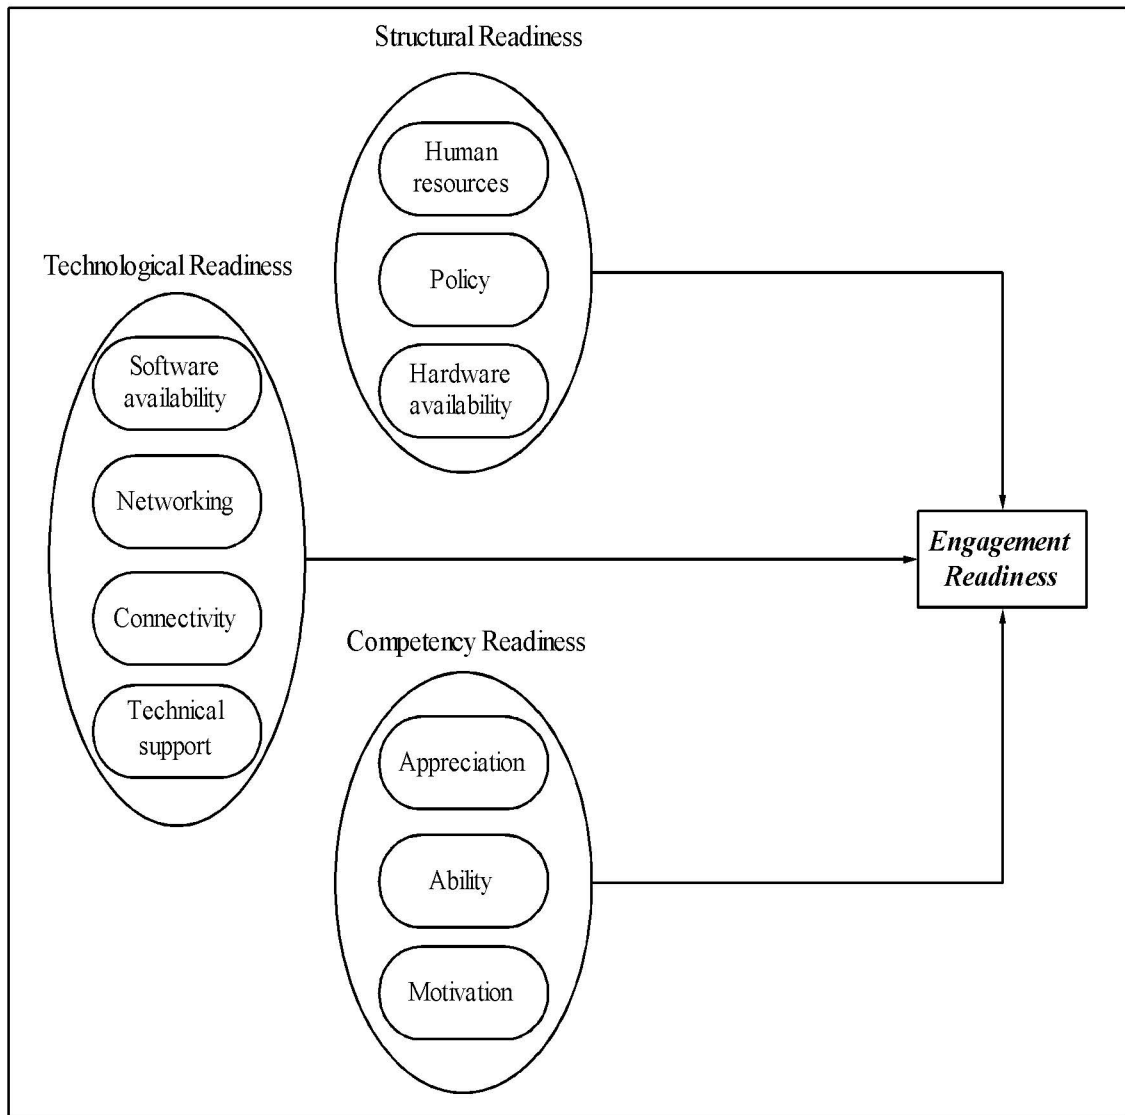 Structural Readiness
Human
resources
Policy
Hardware
availability
Technological Readiness
Software
availability
Networking
Connectivity
Technical
support
Competency Readiness
Appreciation
Ability
Motivation
Engagement
Readiness